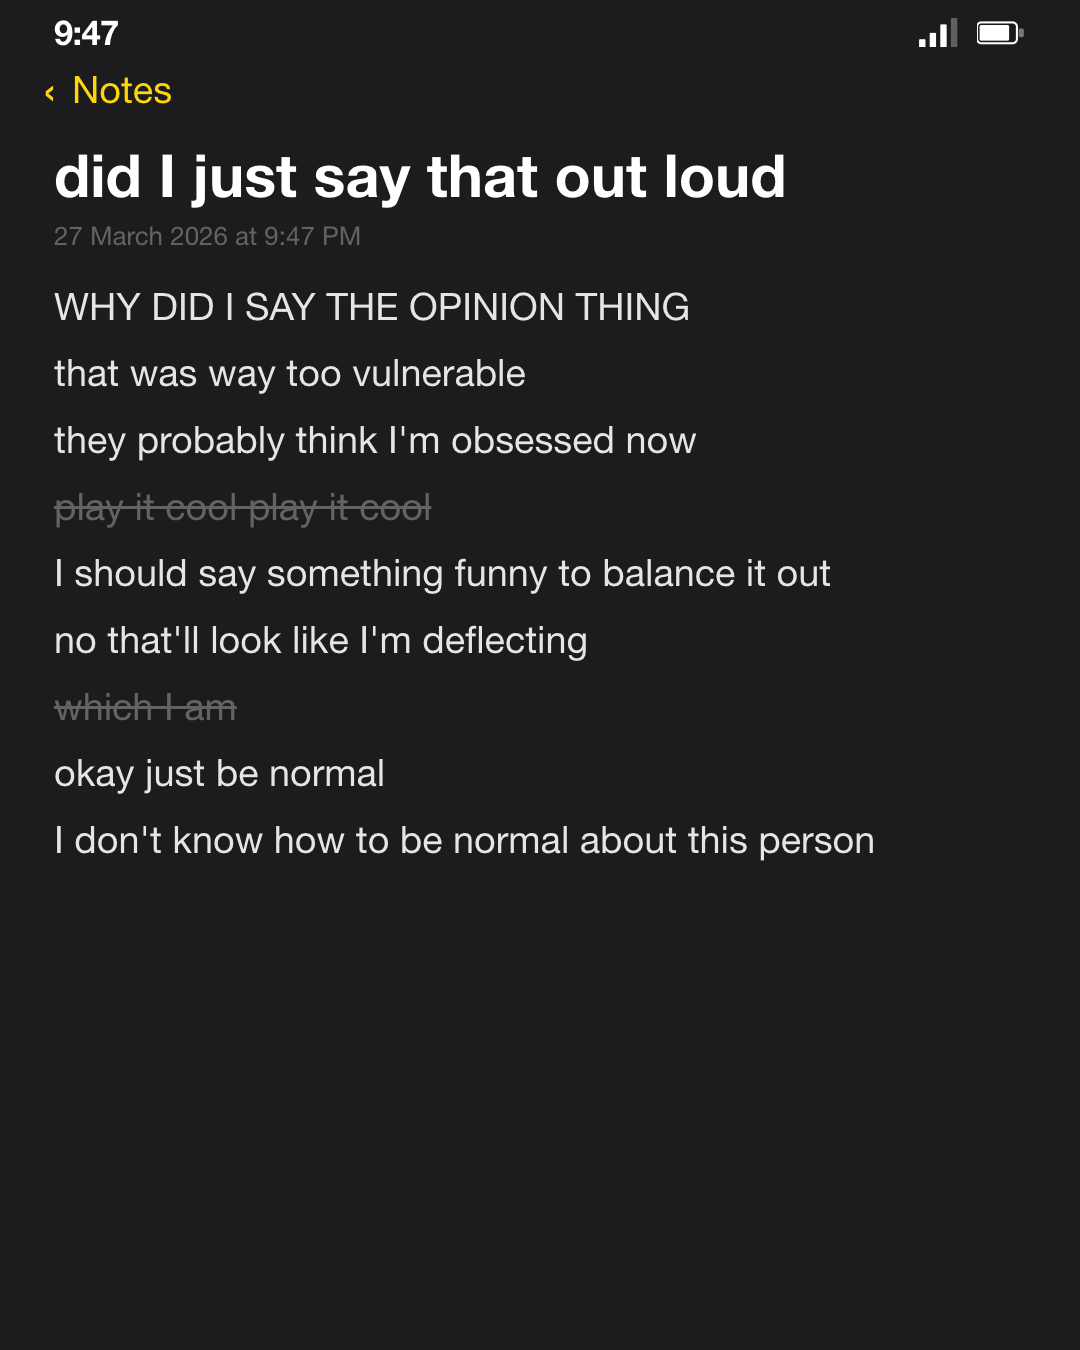 9:47
‹ Notes
did I just say that out loud
27 March 2026 at 9:47 PM
WHY DID I SAY THE OPINION THING
that was way too vulnerable
they probably think I'm obsessed now
play it cool play it cool
I should say something funny to balance it out
no that'll look like I'm deflecting
which I am
okay just be normal
I don't know how to be normal about this person